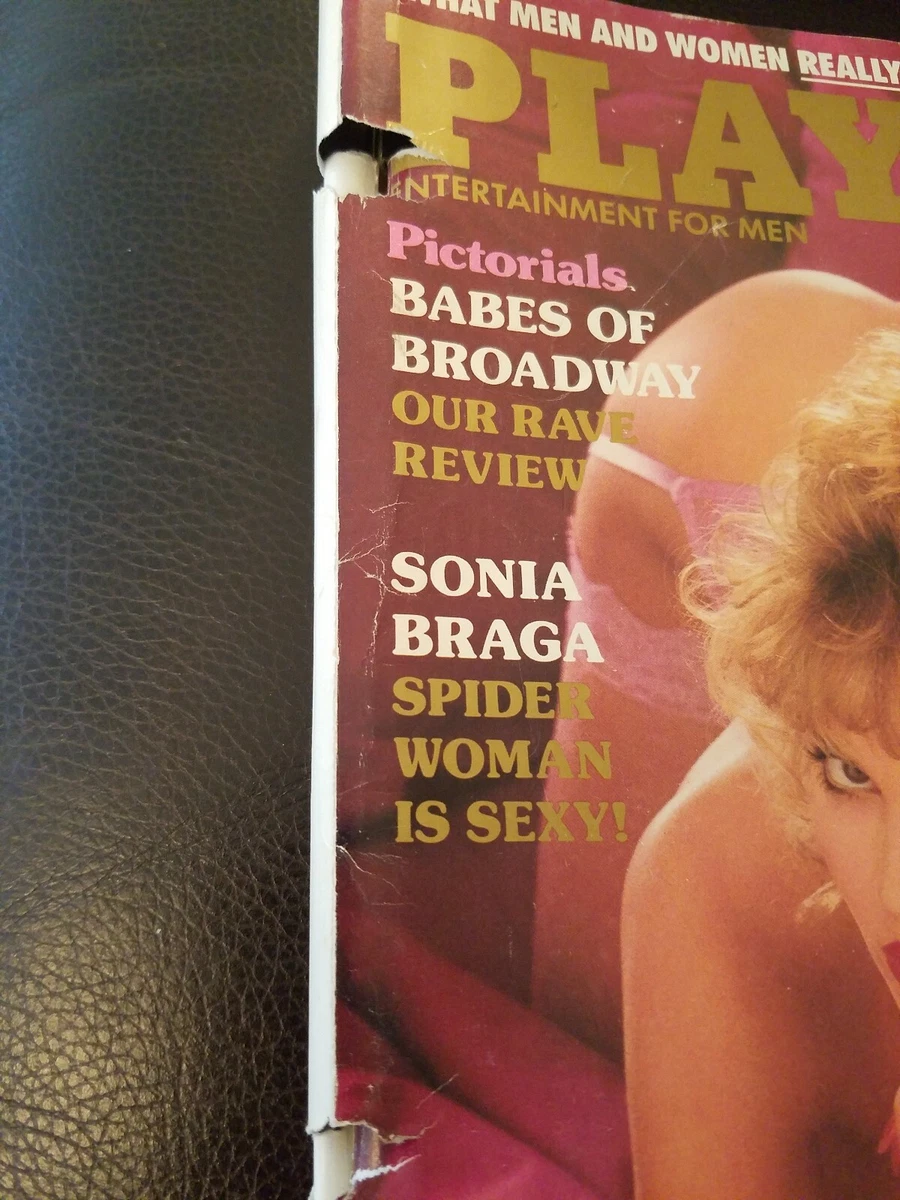 WHAT MEN AND WOMEN REALLY
PLAY
ENTERTAINMENT FOR MEN
Pictorials
BABES OF
BROADWAY
OUR RAVE
REVIEW
SONIA
BRAGA
SPIDER
WOMAN
IS SEXY!